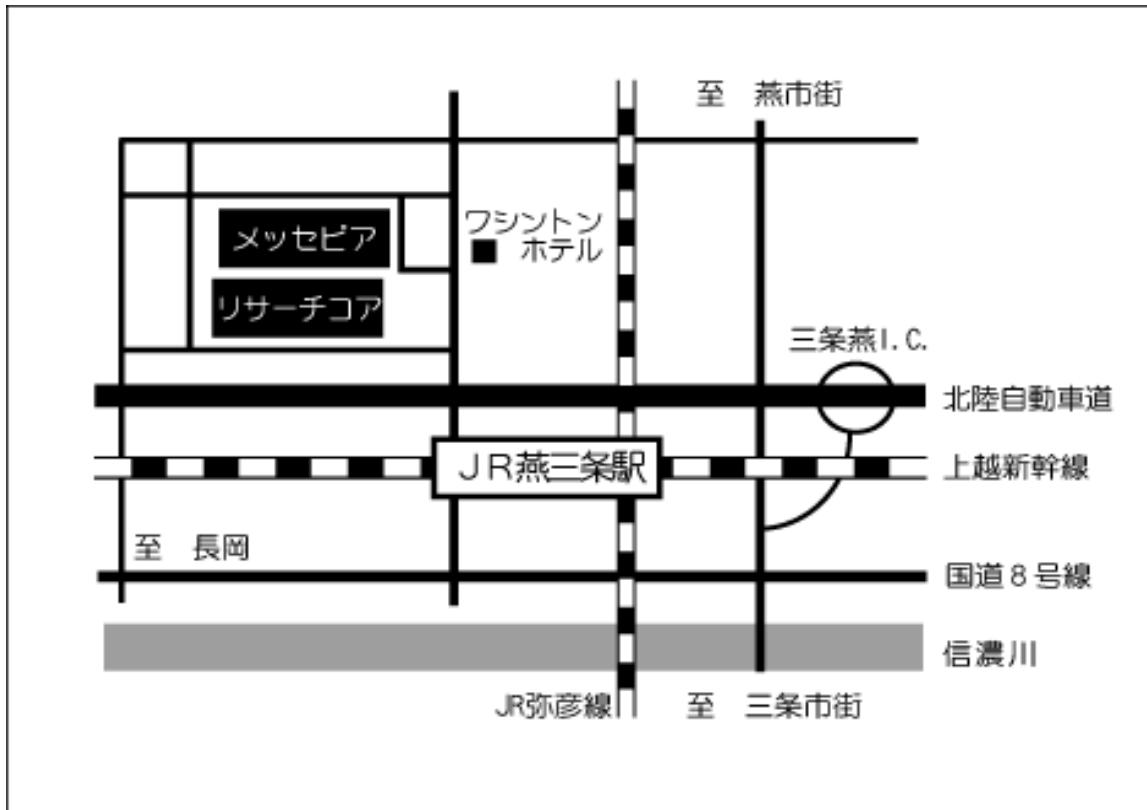 至　燕市街
ワシントン
ホテル
メッセピア
リサーチコア
三条燕I.C.
北陸自動車道
ＪＲ燕三条駅
上越新幹線
至　長岡
国道８号線
信濃川
JR弥彦線
至　三条市街